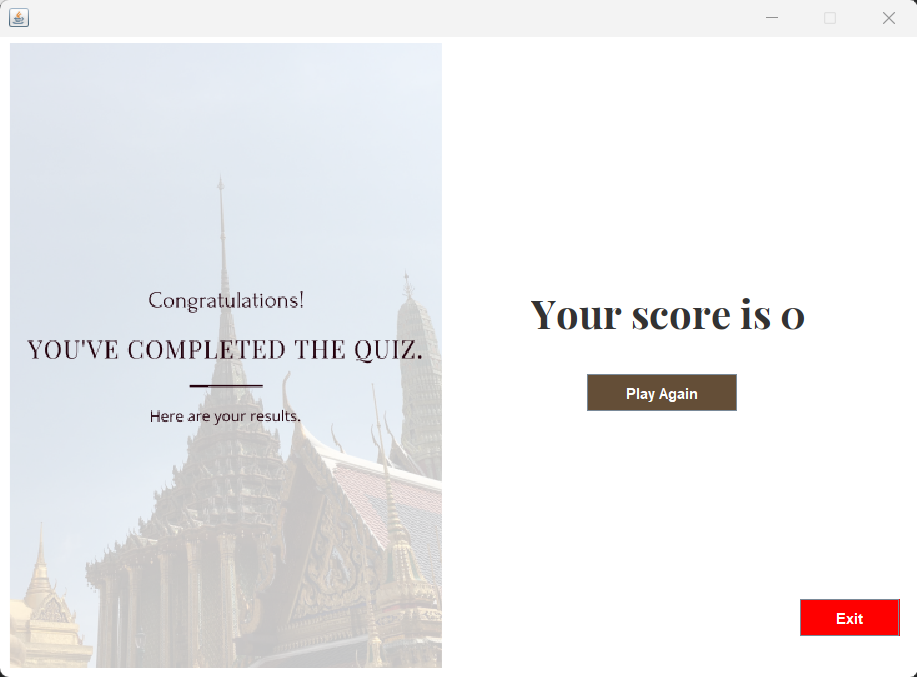 Congratulations!
YOU'VE COMPLETED THE QUIZ.
Here are your results.
Your score is 0
Play Again
Exit